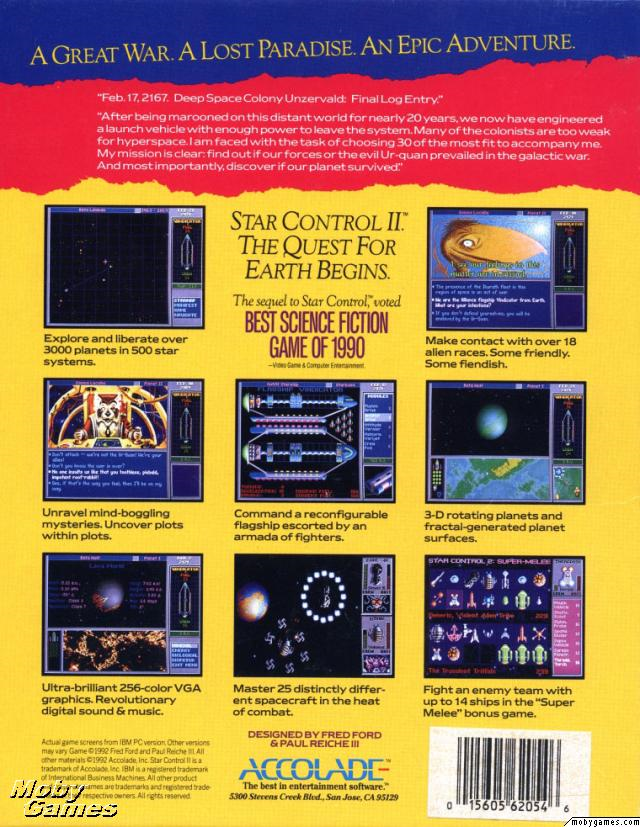 A GREAT WAR. A LOST PARADISE. AN EPIC ADVENTURE.
"Feb. 17, 2167. Deep Space Colony Unzervald: Final Log Entry."
"After being marooned on this distant world for nearly 20 years, we now have engineered
a launch vehicle with enough power to leave the system. Many of the colonists are too weak
for hyperspace. I am faced with the task of choosing 30 of the most fit to accompany me.
My mission is clear: find out if our forces or the evil Ur-quan prevailed in the galactic war.
And most importantly, discover if our planet survived."
STAR CONTROL II.™
THE QUEST FOR
EARTH BEGINS.
The sequel to Star Control,™ voted
BEST SCIENCE FICTION
GAME OF 1990
—Video Game & Computer Entertainment
Explore and liberate over
3000 planets in 500 star
systems.
Make contact with over 18
alien races. Some friendly.
Some fiendish.
Unravel mind-boggling
mysteries. Uncover plots
within plots.
FLAGSHIP VINDICATOR
MODULES
Command a reconfigurable
flagship escorted by an
armada of fighters.
3-D rotating planets and
fractal-generated planet
surfaces.
Lava World
Ultra-brilliant 256-color VGA
graphics. Revolutionary
digital sound & music.
Master 25 distinctly differ-
ent spacecraft in the heat
of combat.
STAR CONTROL 2: SUPER-MELEE
Fight an enemy team with
up to 14 ships in the "Super
Melee" bonus game.
Actual game screens from IBM PC version. Other versions
may vary Game ©1992 Fred Ford and Paul Reiche III. All
other materials ©1992 Accolade, Inc. Star Control II is a
trademark of Accolade, Inc. IBM is a registered trademark
of International Business Machines. All other product
names are trademarks and registered trade-
respective owners. All rights reserved.
DESIGNED BY FRED FORD
& PAUL REICHE III
ACCOLADE™
The best in entertainment software.™
5300 Stevens Creek Blvd., San Jose, CA 95129
0 15605 62054 6
Moby
Games
mobygames.com